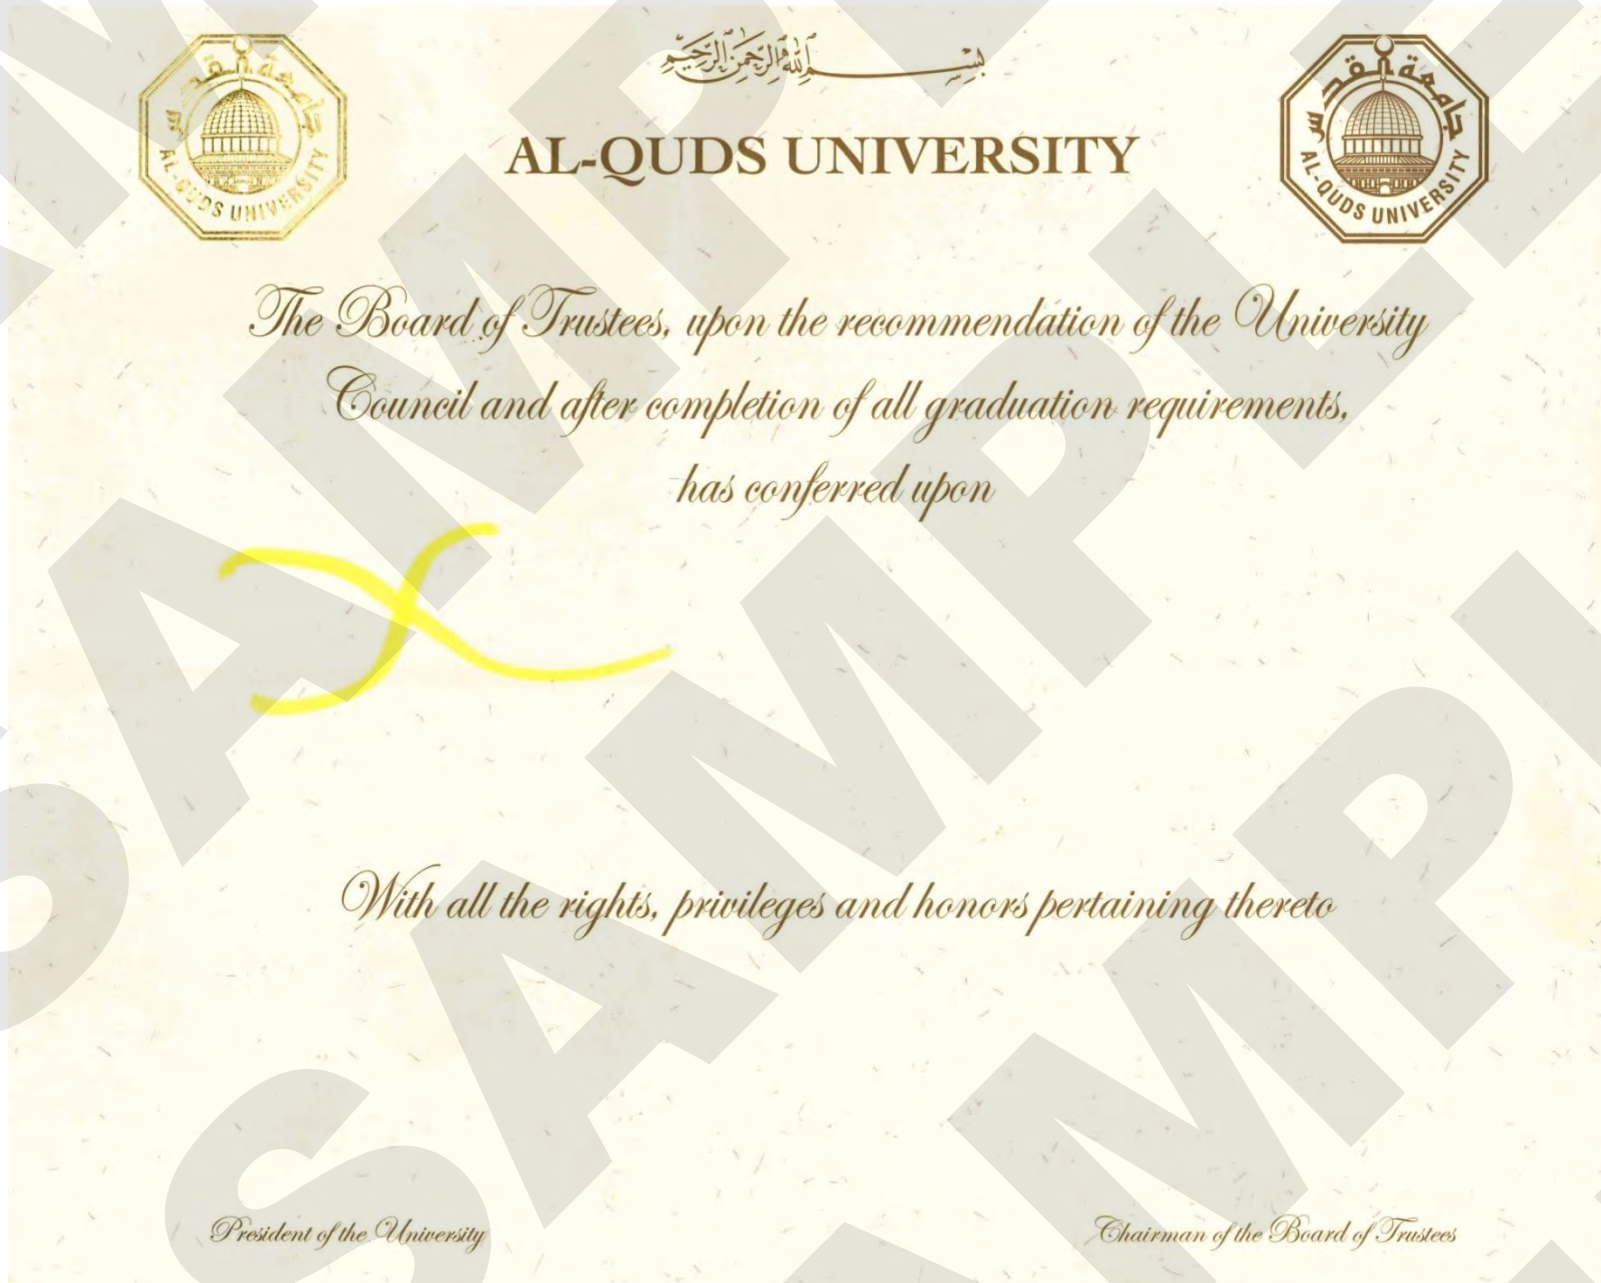 بسم الله الرحمن الرحيم
جامعة القدس
AL-QUDS UNIVERSITY
AL-QUDS UNIVERSITY
جامعة القدس
AL-QUDS UNIVERSITY
The Board of Trustees, upon the recommendation of the University
Council and after completion of all graduation requirements,
has conferred upon
X
With all the rights, privileges and honors pertaining thereto
President of the University
Chairman of the Board of Trustees
SAMPLE
SAMPLE
SAMPLE